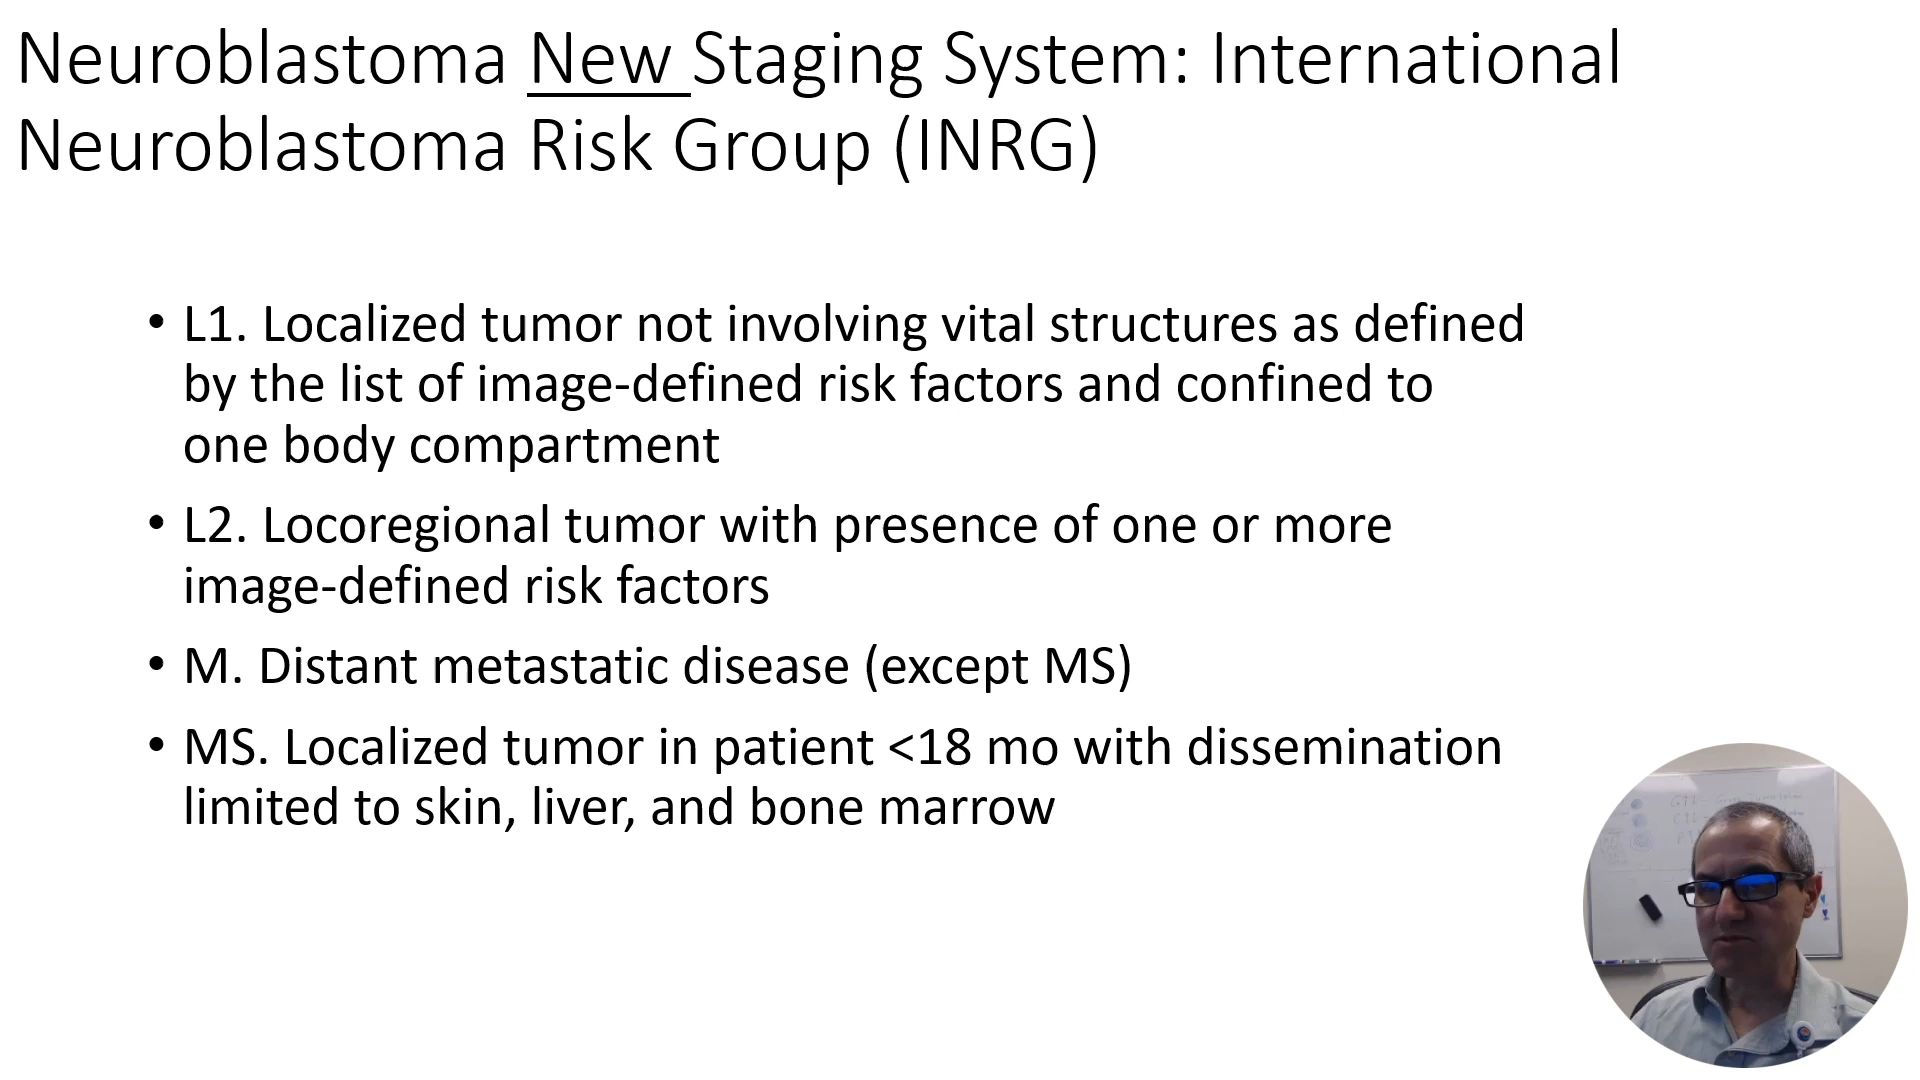 Neuroblastoma New Staging System: International
Neuroblastoma Risk Group (INRG)
• L1. Localized tumor not involving vital structures as defined
by the list of image-defined risk factors and confined to
one body compartment
• L2. Locoregional tumor with presence of one or more
image-defined risk factors
• M. Distant metastatic disease (except MS)
• MS. Localized tumor in patient <18 mo with dissemination
limited to skin, liver, and bone marrow